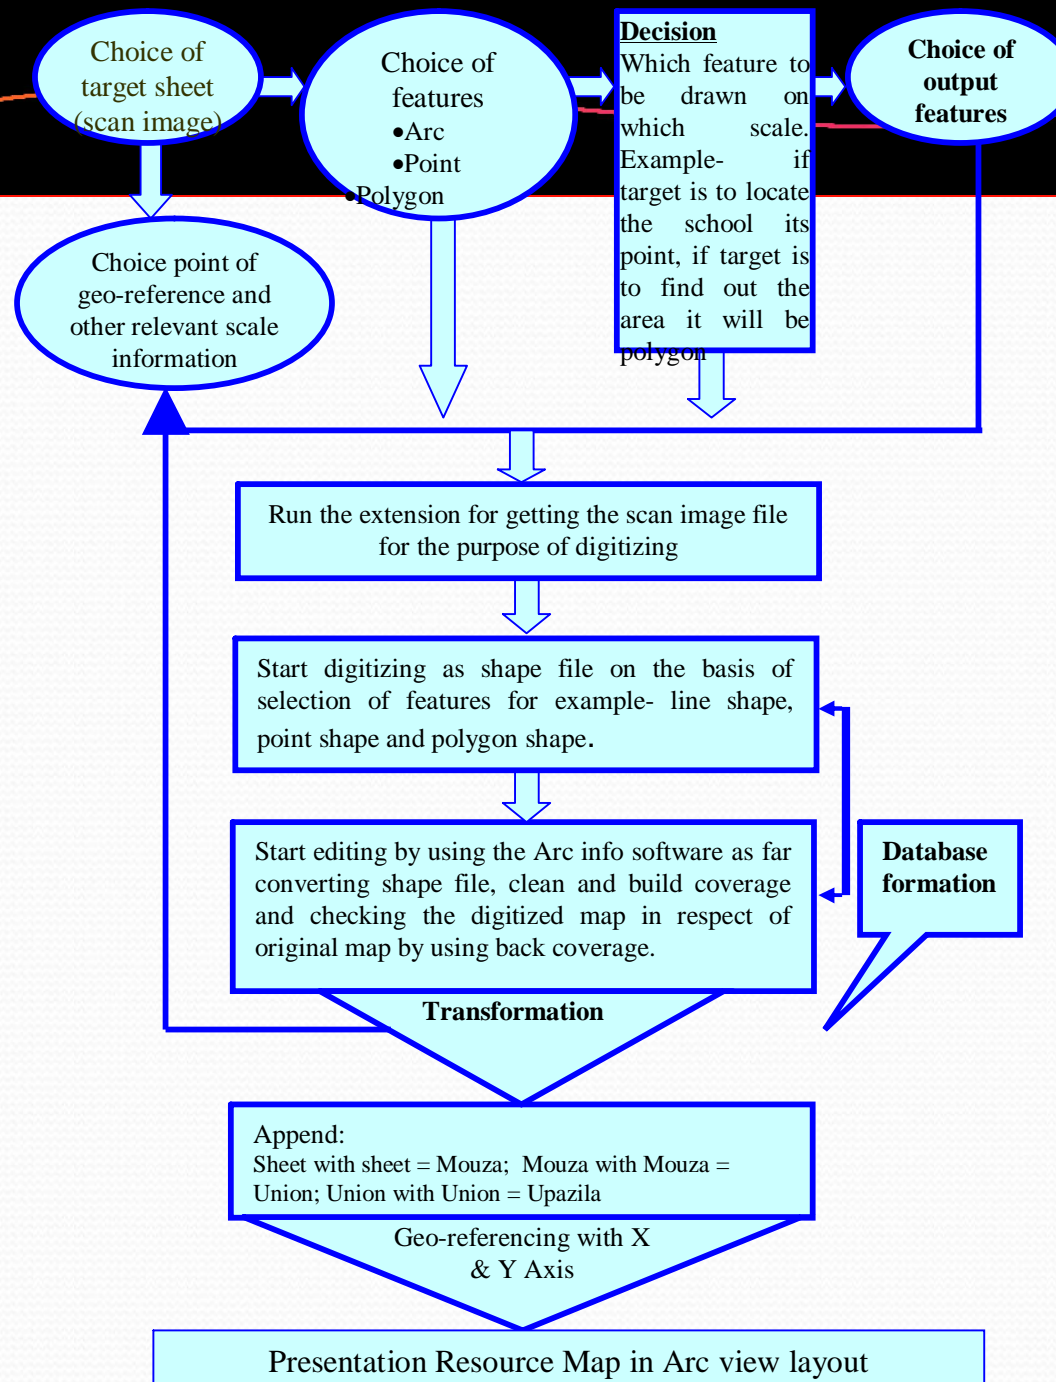 Choice of
target sheet
(scan image)
Choice of
features
•Arc
•Point
•Polygon
Decision
Which feature to
be drawn on
which scale.
Example- if
target is to locate
the school its
point, if target is
to find out the
area it will be
polygon
Choice of
output
features
Choice point of
geo-reference and
other relevant scale
information
Run the extension for getting the scan image file
for the purpose of digitizing
Start digitizing as shape file on the basis of
selection of features for example- line shape,
point shape and polygon shape.
Start editing by using the Arc info software as far
converting shape file, clean and build coverage
and checking the digitized map in respect of
original map by using back coverage.
Database
formation
Transformation
Append:
Sheet with sheet = Mouza; Mouza with Mouza =
Union; Union with Union = Upazila
Geo-referencing with X
& Y Axis
Presentation Resource Map in Arc view layout